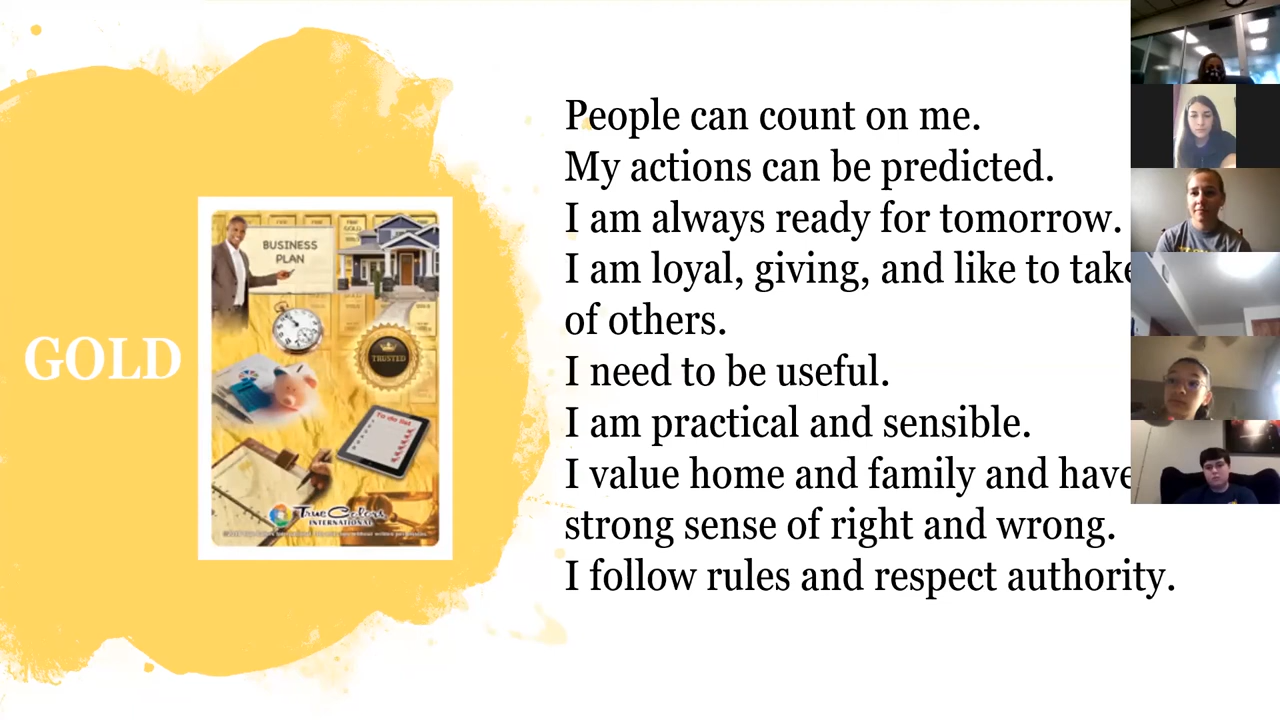 GOLD
BUSINESS
PLAN
TRUSTED
To do list
True Colors
INTERNATIONAL
People can count on me.
My actions can be predicted.
I am always ready for tomorrow.
I am loyal, giving, and like to take
of others.
I need to be useful.
I am practical and sensible.
I value home and family and have
strong sense of right and wrong.
I follow rules and respect authority.